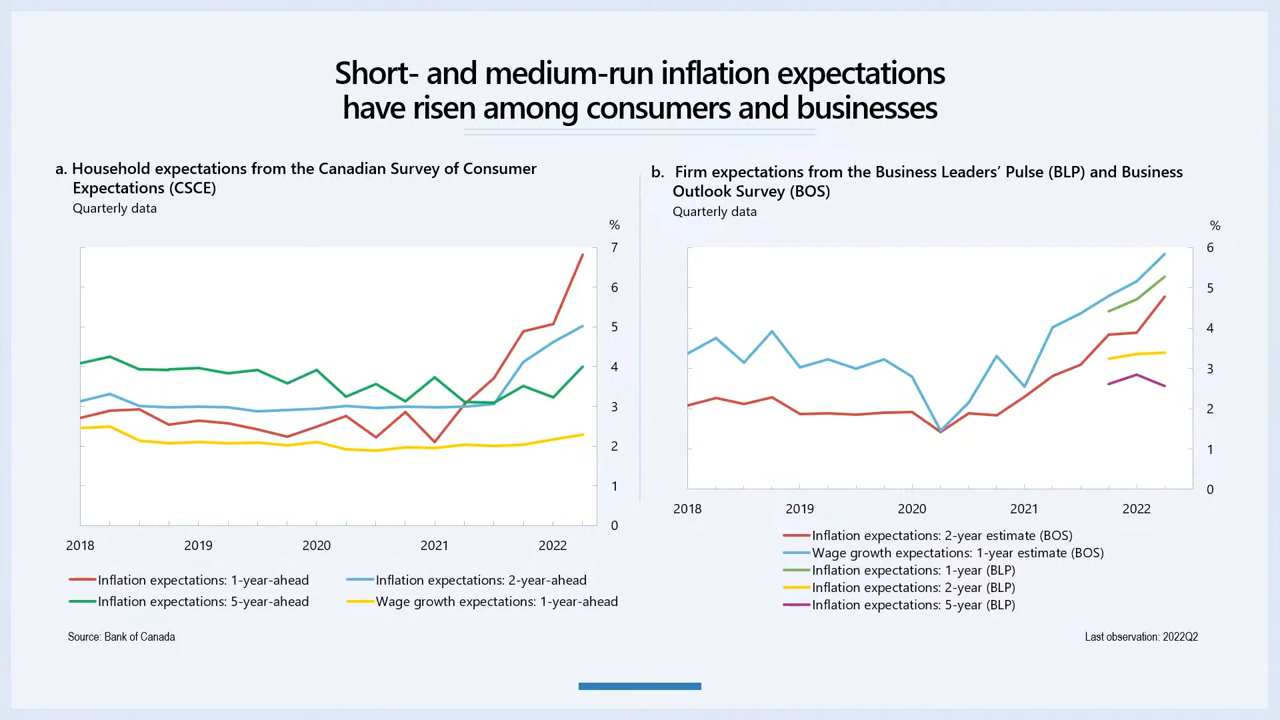 Short- and medium-run inflation expectations
have risen among consumers and businesses
a. Household expectations from the Canadian Survey of Consumer
Expectations (CSCE)
Quarterly data
%
7
6
5
4
3
2
1
0
2018 2019 2020 2021 2022
Inflation expectations: 1-year-ahead Inflation expectations: 2-year-ahead
Inflation expectations: 5-year-ahead Wage growth expectations: 1-year-ahead
Source: Bank of Canada
b. Firm expectations from the Business Leaders’ Pulse (BLP) and Business
Outlook Survey (BOS)
Quarterly data
%
6
5
4
3
2
1
0
2018 2019 2020 2021 2022
Inflation expectations: 2-year estimate (BOS)
Wage growth expectations: 1-year estimate (BOS)
Inflation expectations: 1-year (BLP)
Inflation expectations: 2-year (BLP)
Inflation expectations: 5-year (BLP)
Last observation: 2022Q2